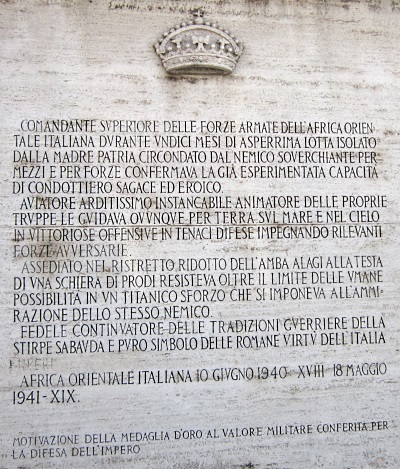 COMANDANTE SVPERIORE DELLE FORZE ARMATE DELL'AFRICA ORIEN-
TALE ITALIANA DVRANTE VNDICI MESI DI ASPERRIMA LOTTA ISOLATO
DALLA MADRE PATRIA CIRCONDATO DAL NEMICO SOVERCHIANTE PER
MEZZI E PER FORZE CONFERMAVA LA GIÀ ESPERIMENTATA CAPACITÀ
DI CONDOTTIERO SAGACE ED EROICO.
AVIATORE ARDITISSIMO INSTANCABILE ANIMATORE DELLE PROPRIE
TRVPPE LE GVIDAVA OVVNQVE PER TERRA SVL MARE E NEL CIELO
IN VITTORIOSE OFFENSIVE IN TENACI DIFESE IMPEGNANDO RILEVANTI
FORZE AVVERSARIE.
ASSEDIATO NEL RISTRETTO RIDOTTO DELL'AMBA ALAGI ALLA TESTA
DI VNA SCHIERA DI PRODI RESISTEVA OLTRE IL LIMITE DELLE VMANE
POSSIBILITÀ IN VN TITANICO SFORZO CHE SI IMPONEVA ALL'AMMI-
RAZIONE DELLO STESSO NEMICO.
FEDELE CONTINVATORE DELLE TRADIZIONI GVERRIERE DELLA
STIRPE SABAVDA E PVRO SIMBOLO DELLE ROMANE VIRTÙ DELL'ITALIA
AFRICA ORIENTALE ITALIANA 10 GIVGNO 1940-XVIII-18 MAGGIO
1941-XIX.
MOTIVAZIONE DELLA MEDAGLIA D'ORO AL VALORE MILITARE CONFERITA PER
LA DIFESA DELL'IMPERO